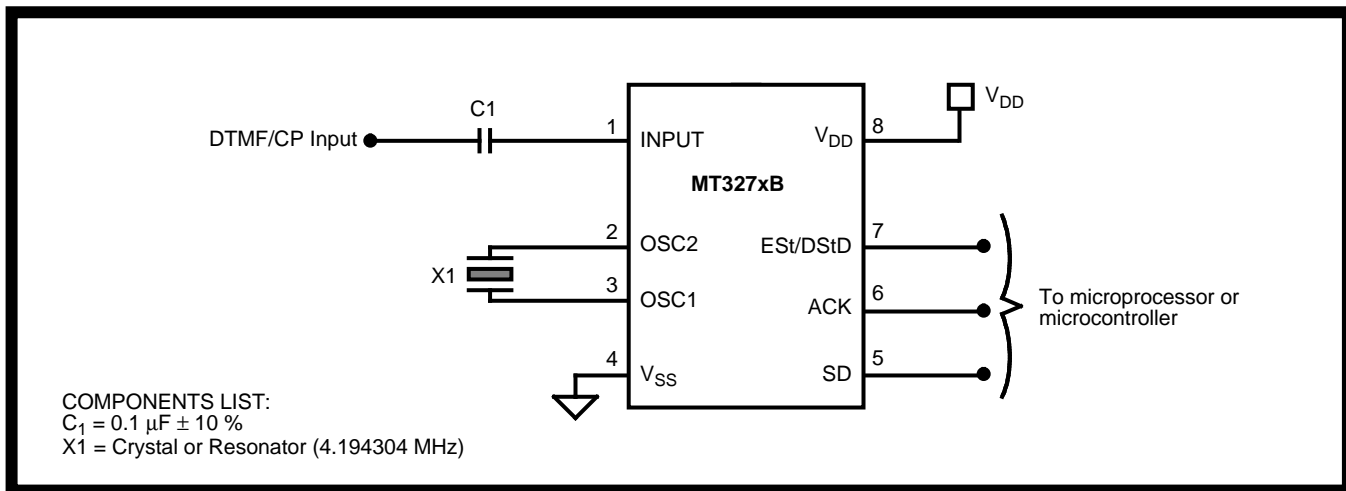 C1
DTMF/CP Input
1
INPUT
V_DD
8
V_DD
MT327xB
2
OSC2
ESt/DStD
7
X1
3
OSC1
ACK
6
To microprocessor or
microcontroller
4
V_SS
SD
5
COMPONENTS LIST:
C₁ = 0.1 μF ± 10 %
X1 = Crystal or Resonator (4.194304 MHz)